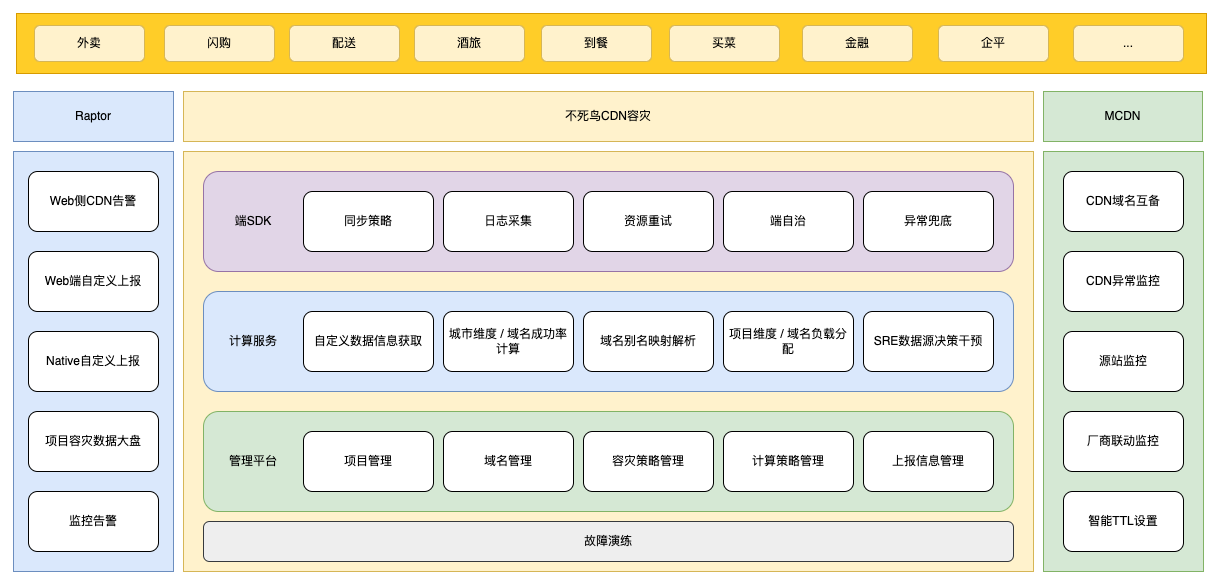 外卖
闪购
配送
酒旅
到餐
买菜
金融
企平
...
Raptor
不死鸟CDN容灾
MCDN
Web侧CDN告警
Web端自定义上报
Native自定义上报
项目容灾数据大盘
监控告警
端SDK
同步策略
日志采集
资源重试
端自治
异常兜底
计算服务
自定义数据信息获取
城市维度 / 域名成功率
计算
域名别名映射解析
项目维度 / 域名负载分
配
SRE数据源决策干预
管理平台
项目管理
域名管理
容灾策略管理
计算策略管理
上报信息管理
故障演练
CDN域名互备
CDN异常监控
源站监控
厂商联动监控
智能TTL设置